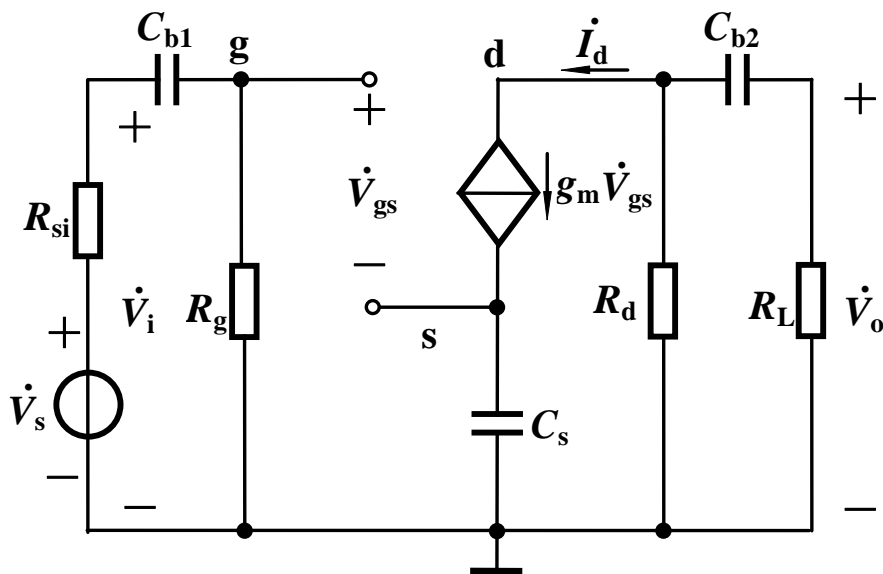 C_b1
g
d
İ_d
C_b2
+
+
+
R_si
V̇_gs
g_m V̇_gs
−
+
V̇_i
R_g
s
R_d
R_L
V̇_o
V̇_s
C_s
−
−
−